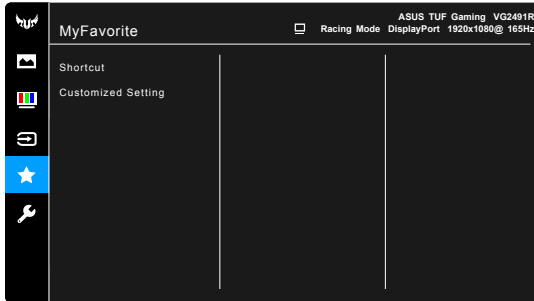 MyFavorite
ASUS TUF Gaming VG2491R
Racing Mode DisplayPort 1920x1080@ 165Hz
Shortcut
Customized Setting